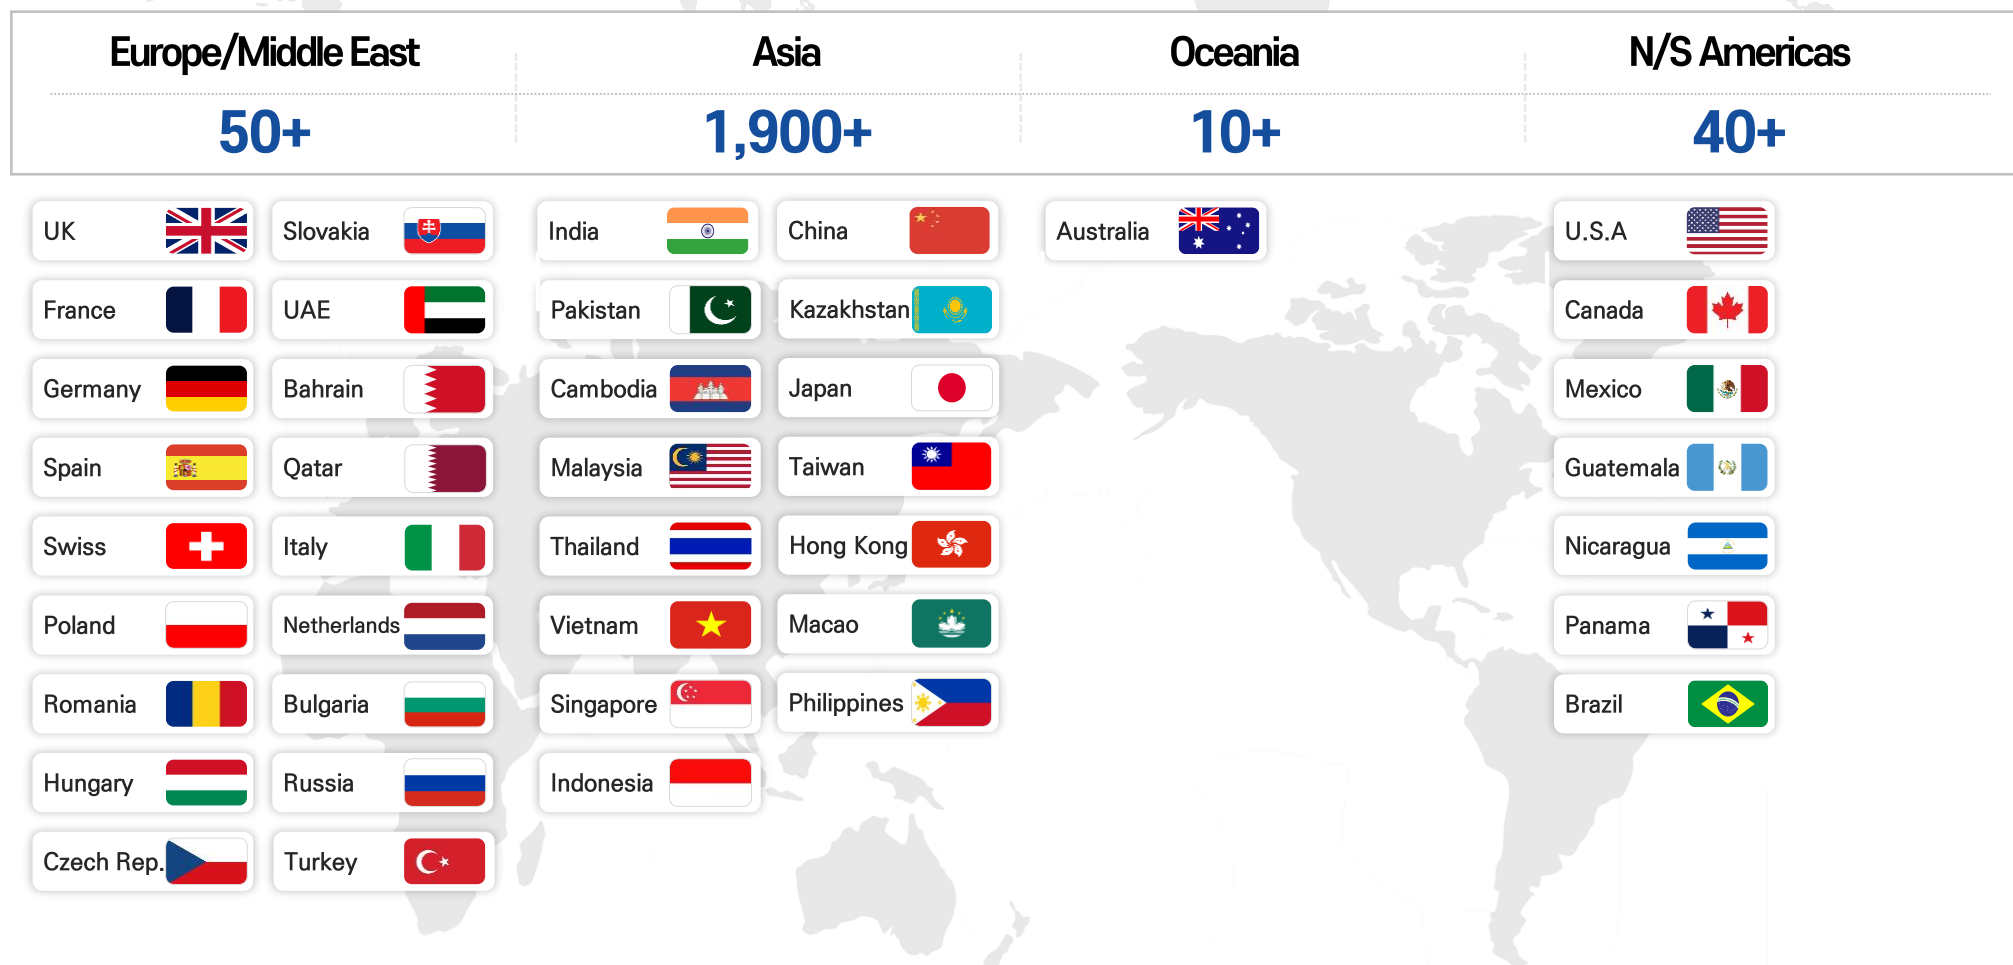 Europe/Middle East
50+
Asia
1,900+
Oceania
10+
N/S Americas
40+
UK
Slovakia
France
UAE
Germany
Bahrain
Spain
Qatar
Swiss
Italy
Poland
Netherlands
Romania
Bulgaria
Hungary
Russia
Czech Rep.
Turkey
India
China
Pakistan
Kazakhstan
Cambodia
Japan
Malaysia
Taiwan
Thailand
Hong Kong
Vietnam
Macao
Singapore
Philippines
Indonesia
Australia
U.S.A
Canada
Mexico
Guatemala
Nicaragua
Panama
Brazil